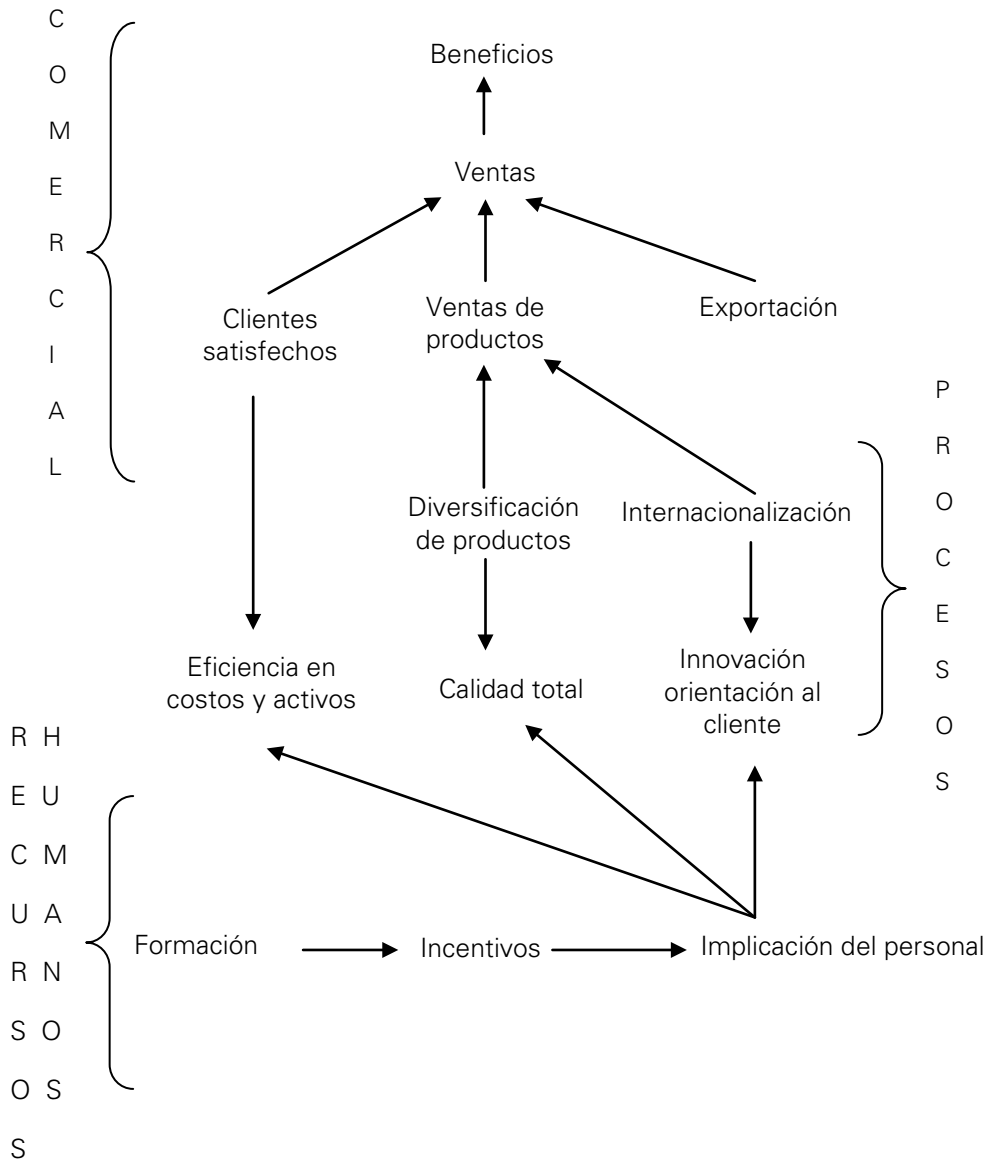 COMERCIAL
Beneficios
Ventas
Clientes
satisfechos
Ventas de
productos
Exportación
PROCESOS
Diversificación
de productos
Internacionalización
Eficiencia en
costos y activos
Calidad total
Innovación
orientación al
cliente
RECURSOS
HUMANOS
Formación
Incentivos
Implicación del personal